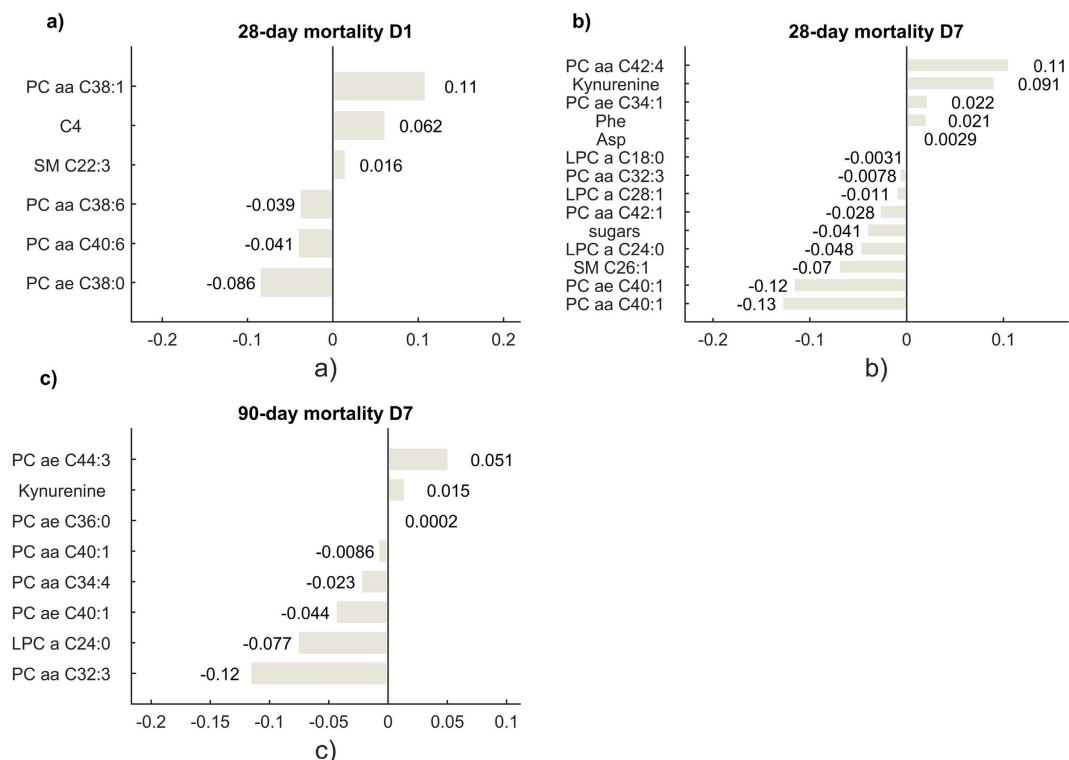 a)
28-day mortality D1
PC aa C38:1 0.11
C4 0.062
SM C22:3 0.016
PC aa C38:6 -0.039
PC aa C40:6 -0.041
PC ae C38:0 -0.086
-0.2 -0.1 0 0.1 0.2
a)
b)
28-day mortality D7
PC aa C42:4 0.11
Kynurenine 0.091
PC ae C34:1 0.022
Phe 0.021
Asp 0.0029
LPC a C18:0 -0.0031
PC aa C32:3 -0.0078
LPC a C28:1 -0.011
PC aa C42:1 -0.028
sugars -0.041
LPC a C24:0 -0.048
SM C26:1 -0.07
PC ae C40:1 -0.12
PC aa C40:1 -0.13
-0.2 -0.1 0 0.1
b)
c)
90-day mortality D7
PC ae C44:3 0.051
Kynurenine 0.015
PC ae C36:0 0.0002
PC aa C40:1 -0.0086
PC aa C34:4 -0.023
PC ae C40:1 -0.044
LPC a C24:0 -0.077
PC aa C32:3 -0.12
-0.2 -0.15 -0.1 -0.05 0 0.05 0.1
c)